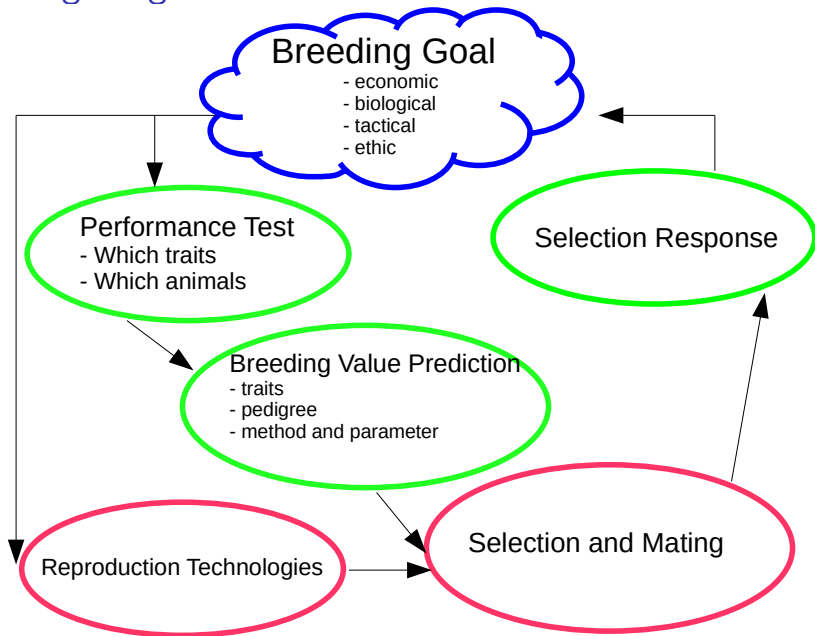 Breeding Goal
- economic
- biological
- tactical
- ethic
Performance Test
- Which traits
- Which animals
Selection Response
Breeding Value Prediction
- traits
- pedigree
- method and parameter
Selection and Mating
Reproduction Technologies